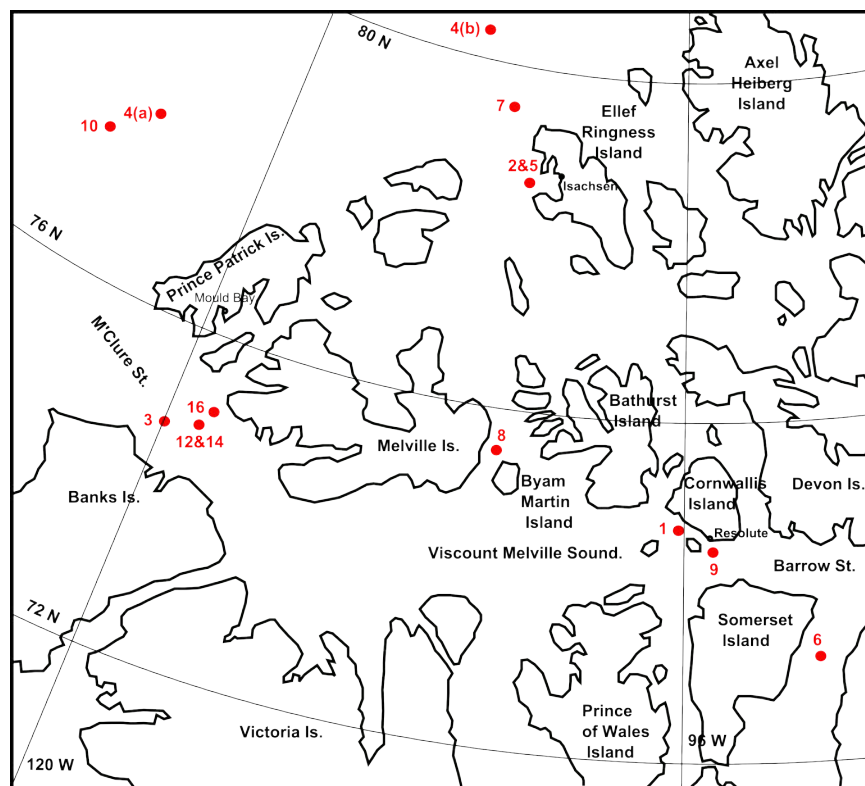 4(b)
80 N
Axel
Heiberg
Island
4(a)
10
7
Ellef
Ringness
Island
2&5
Isachsen
76 N
Prince Patrick Is.
Mould Bay
M'Clure St.
3
16
12&14
Melville Is.
8
Bathurst
Island
Banks Is.
Byam
Martin
Island
Cornwallis
Island
Devon Is.
1
Resolute
Viscount Melville Sound.
9
Barrow St.
72 N
Somerset
Island
6
Victoria Is.
Prince
of Wales
Island
96 W
120 W